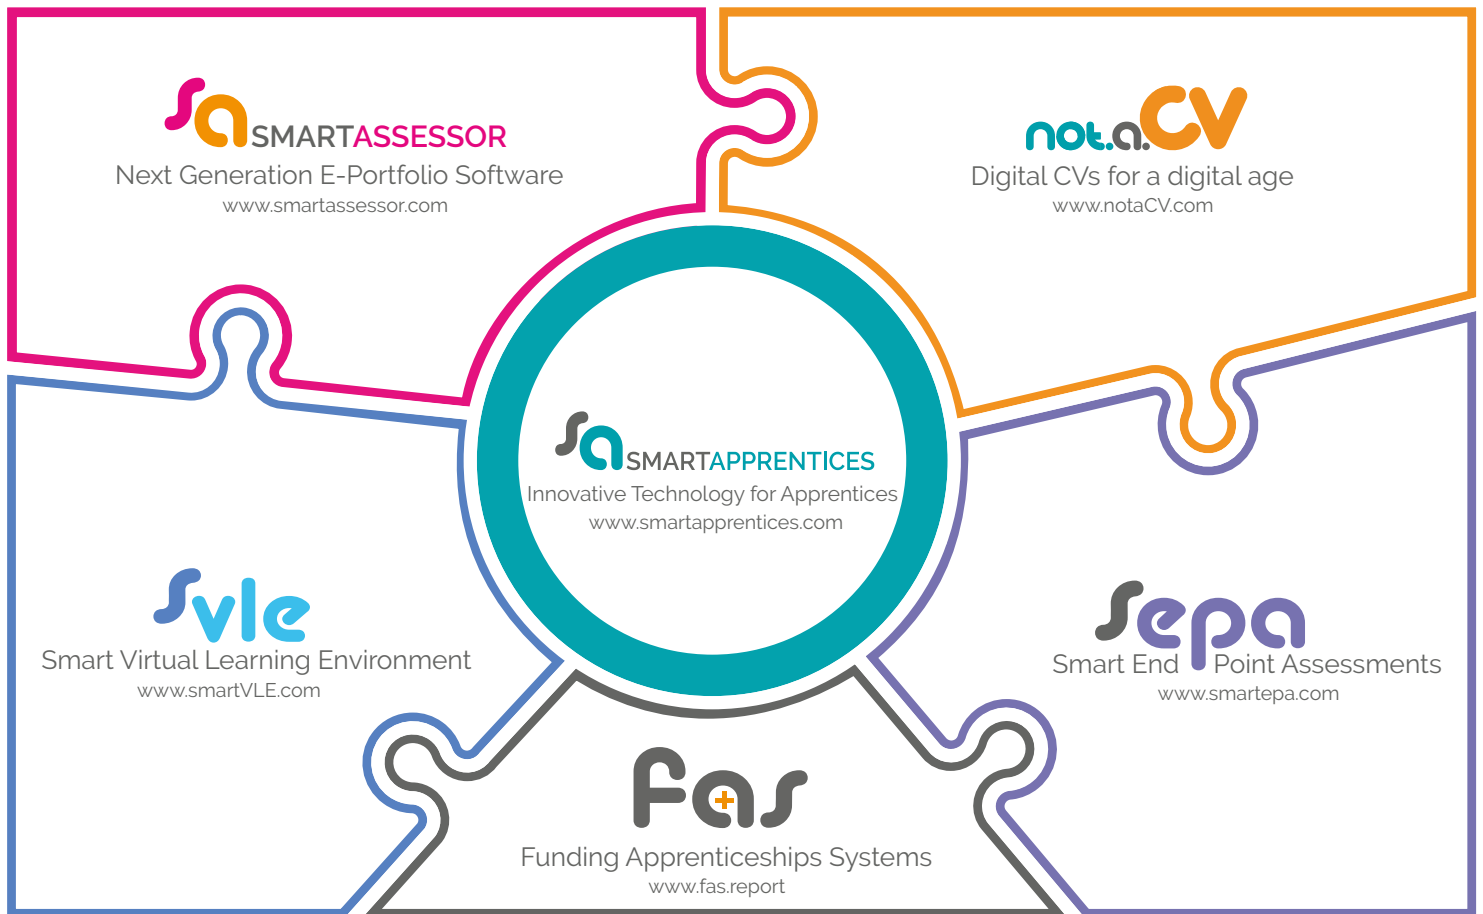 sa SMARTASSESSOR
Next Generation E-Portfolio Software
www.smartassessor.com
not.a.CV
Digital CVs for a digital age
www.notaCV.com
sa SMARTAPPRENTICES
Innovative Technology for Apprentices
www.smartapprentices.com
svle
Smart Virtual Learning Environment
www.smartVLE.com
sepa
Smart End Point Assessments
www.smartepa.com
fas
Funding Apprenticeships Systems
www.fas.report